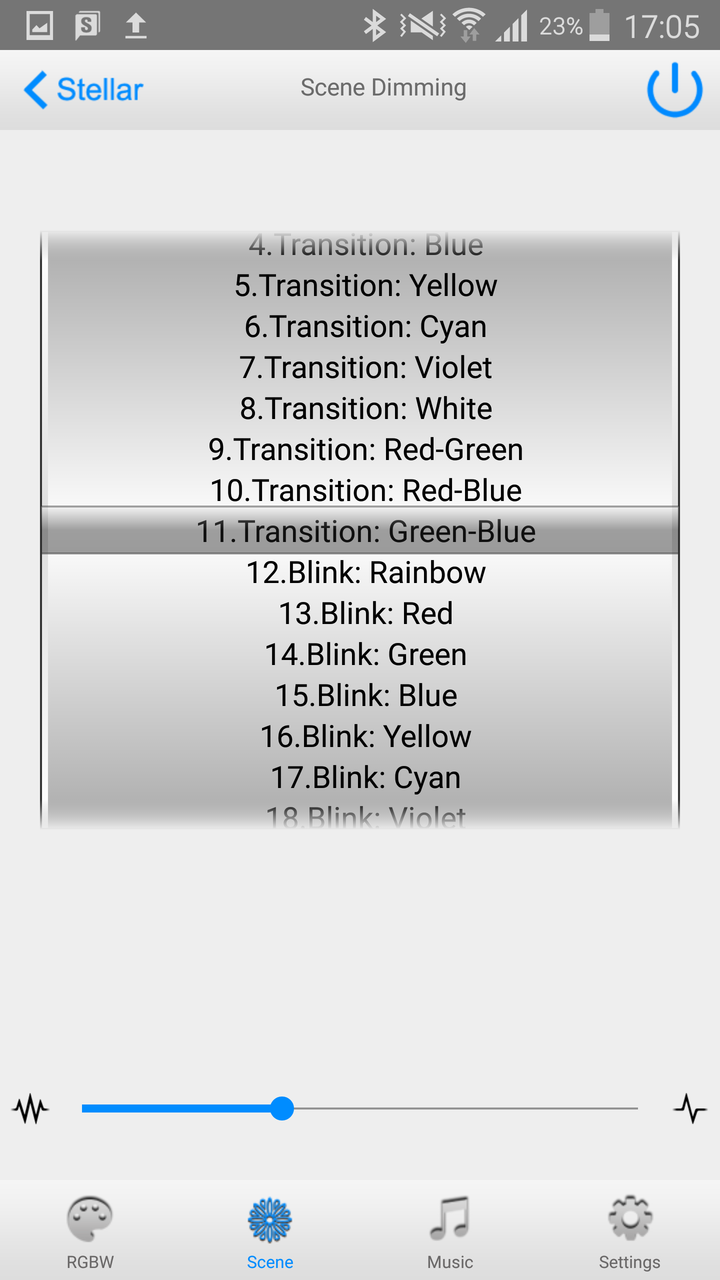 23% 17:05
Stellar Scene Dimming
4.Transition: Blue
5.Transition: Yellow
6.Transition: Cyan
7.Transition: Violet
8.Transition: White
9.Transition: Red-Green
10.Transition: Red-Blue
11.Transition: Green-Blue
12.Blink: Rainbow
13.Blink: Red
14.Blink: Green
15.Blink: Blue
16.Blink: Yellow
17.Blink: Cyan
18.Blink: Violet
RGBW Scene Music Settings